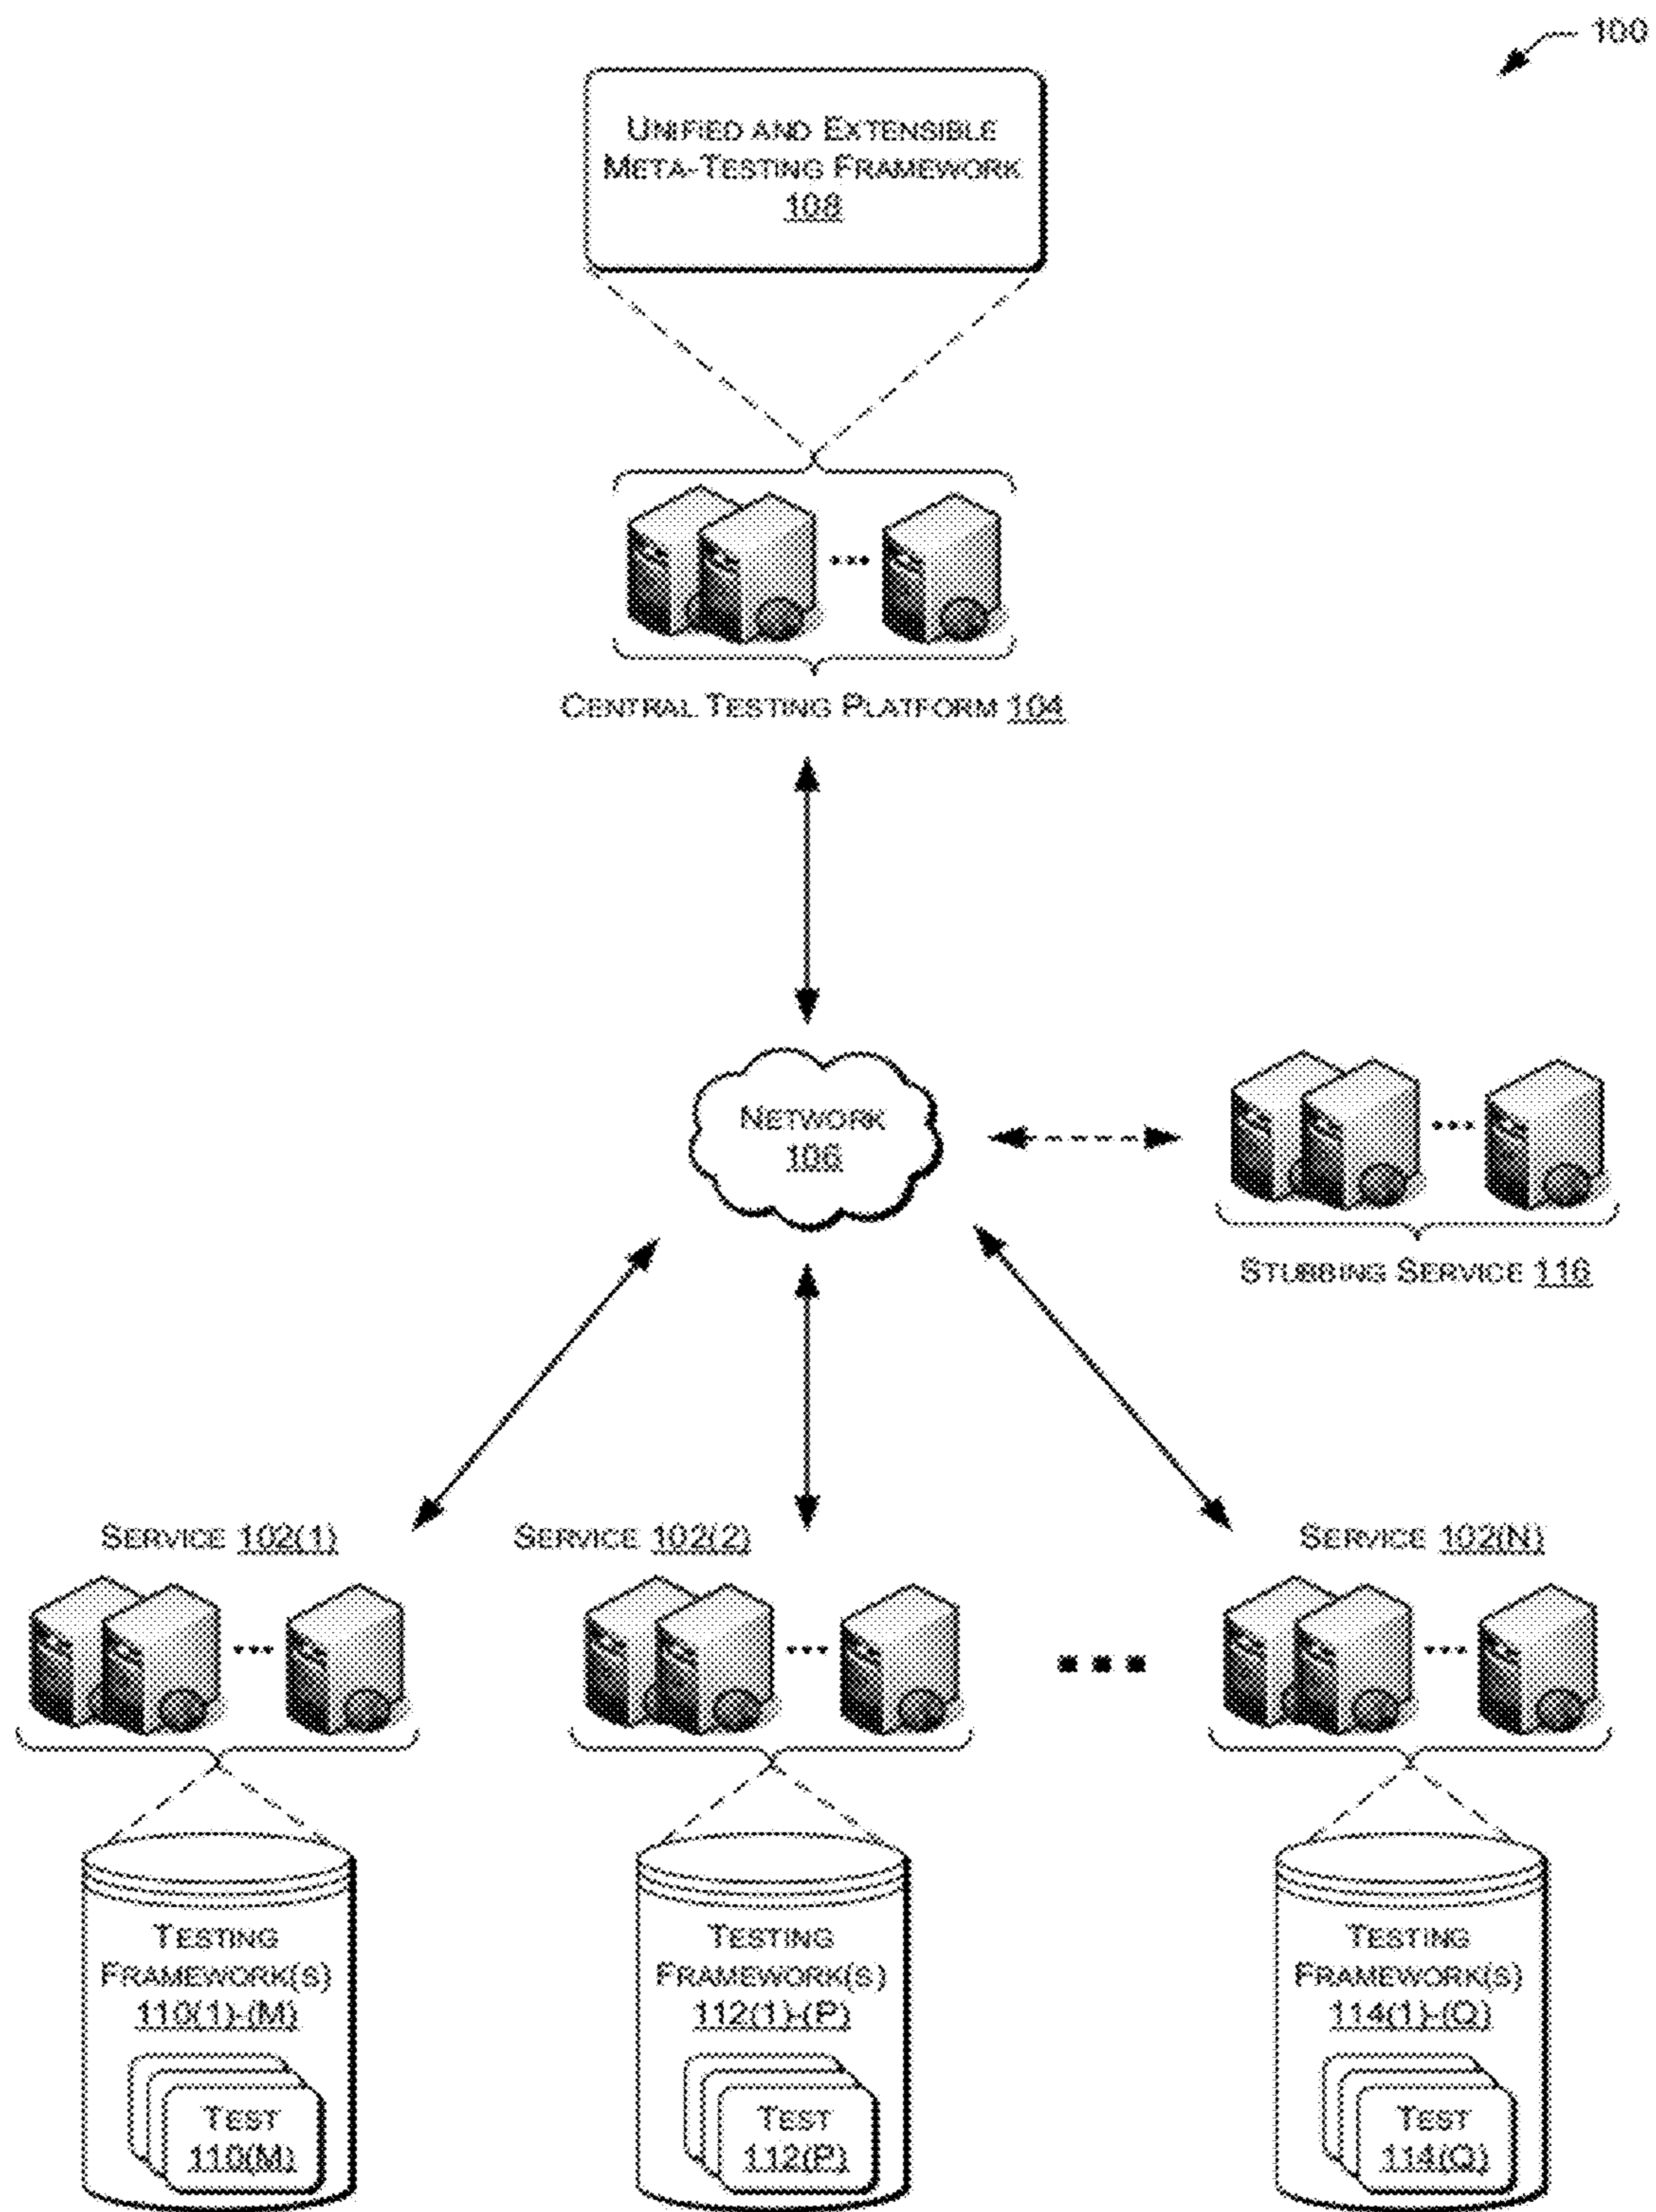 100
UNIFIED AND EXTENSIBLE
META-TESTING FRAMEWORK
108
CENTRAL TESTING PLATFORM 104
NETWORK
106
STUBBING SERVICE 116
SERVICE 102(1)
SERVICE 102(2)
SERVICE 102(N)
TESTING
FRAMEWORK(S)
110(1)-(M)
TEST
110(M)
TESTING
FRAMEWORK(S)
112(1)-(P)
TEST
112(P)
TESTING
FRAMEWORK(S)
114(1)-(Q)
TEST
114(Q)